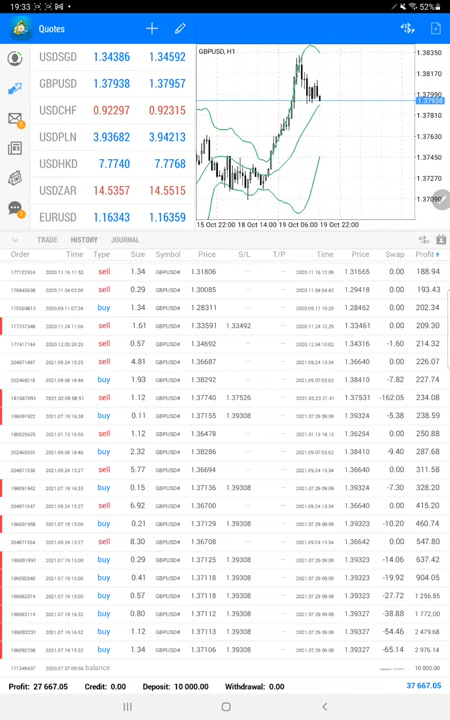 19:33 52%
Quotes
USDSGD 1.34386 1.34592
GBPUSD 1.37938 1.37957
USDCHF 0.92297 0.92315
USDPLN 3.93682 3.94213
USDHKD 7.7740 7.7768
USDZAR 14.5357 14.5515
EURUSD 1.16343 1.16359
GBPUSD, H1
1.38350
1.38170
1.37990
1.37938
1.37810
1.37630
1.37450
1.37270
1.37090
15 Oct 22:00 18 Oct 14:00 19 Oct 06:00 19 Oct 22:00
TRADE HISTORY JOURNAL
Order Time Type Size Symbol Price S/L T/P Time Price Swap Profit
sell 1.34 GBPUSD# 1.31806 — — 1.31665 0.00 188.94
sell 0.29 GBPUSD# 1.30085 — — 1.29418 0.00 193.43
buy 1.34 GBPUSD# 1.28311 — — 1.28462 0.00 202.34
sell 1.61 GBPUSD# 1.33591 1.33492 — 1.33461 0.00 209.30
sell 0.57 GBPUSD# 1.34692 — — 1.34316 -1.60 214.32
sell 4.81 GBPUSD# 1.36687 — — 1.36640 0.00 226.07
buy 1.93 GBPUSD# 1.38292 — — 1.38410 -7.82 227.74
sell 1.12 GBPUSD# 1.37740 1.37526 — 1.37531 -162.05 234.08
buy 0.11 GBPUSD# 1.37155 1.39308 — 1.39324 -5.38 238.59
sell 1.12 GBPUSD# 1.36478 — — 1.36254 0.00 250.88
buy 2.32 GBPUSD# 1.38286 — — 1.38410 -9.40 287.68
sell 5.77 GBPUSD# 1.36694 — — 1.36640 0.00 311.58
buy 0.15 GBPUSD# 1.37136 1.39308 — 1.39324 -7.30 328.20
sell 6.92 GBPUSD# 1.36700 — — 1.36640 0.00 415.20
buy 0.21 GBPUSD# 1.37129 1.39308 — 1.39323 -10.20 460.74
sell 8.30 GBPUSD# 1.36708 — — 1.36642 0.00 547.80
buy 0.29 GBPUSD# 1.37125 1.39308 — 1.39323 -14.06 637.42
buy 0.41 GBPUSD# 1.37118 1.39308 — 1.39323 -19.92 904.05
buy 0.57 GBPUSD# 1.37118 1.39308 — 1.39323 -27.72 1 256.85
buy 0.80 GBPUSD# 1.37112 1.39308 — 1.39327 -38.88 1 772.00
buy 1.12 GBPUSD# 1.37113 1.39308 — 1.39327 -54.46 2 479.68
buy 1.34 GBPUSD# 1.37106 1.39308 — 1.39327 -65.14 2 976.14
balance 10 000.00
Profit: 27 667.05 Credit: 0.00 Deposit: 10 000.00 Withdrawal: 0.00 37 667.05